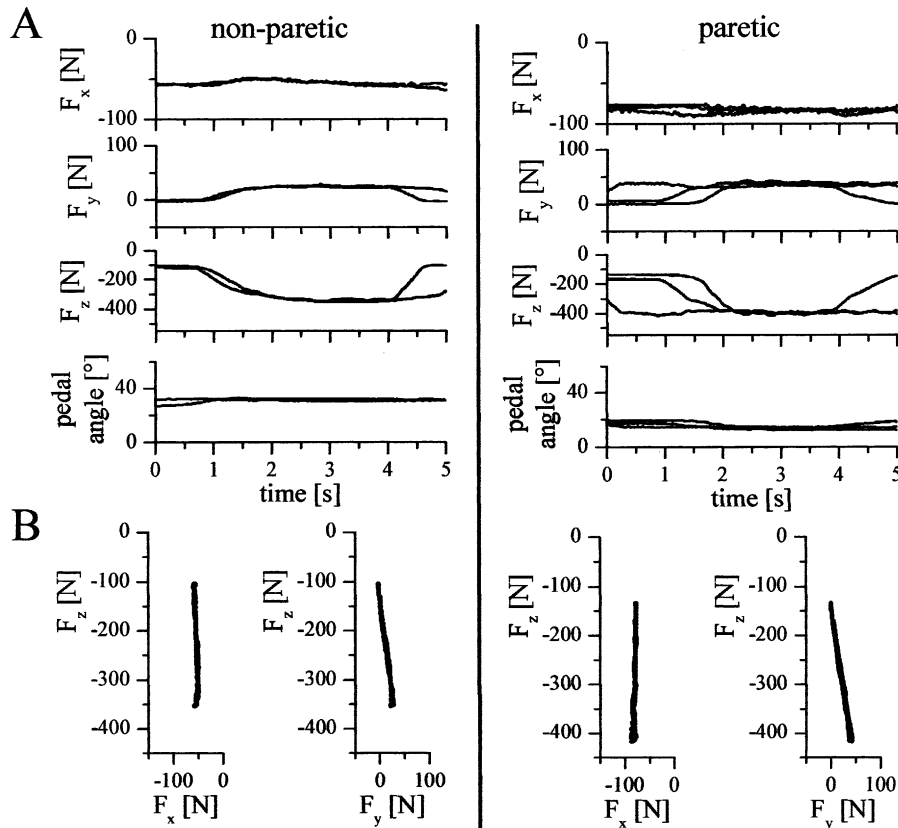 A
non-paretic
paretic
0
-100
F_x [N]
100
0
F_y [N]
0
-200
-400
F_z [N]
40
0
pedal
angle [°]
0 1 2 3 4 5
time [s]
0
-100
F_x [N]
100
0
F_y [N]
0
-200
-400
F_z [N]
40
0
pedal
angle [°]
0 1 2 3 4 5
time [s]
B
0
-100
-200
-300
-400
F_z [N]
-100 0
F_x [N]
0
-100
-200
-300
-400
F_z [N]
0 100
F_y [N]
0
-100
-200
-300
-400
F_z [N]
-100 0
F_x [N]
0
-100
-200
-300
-400
F_z [N]
0 100
F_y [N]